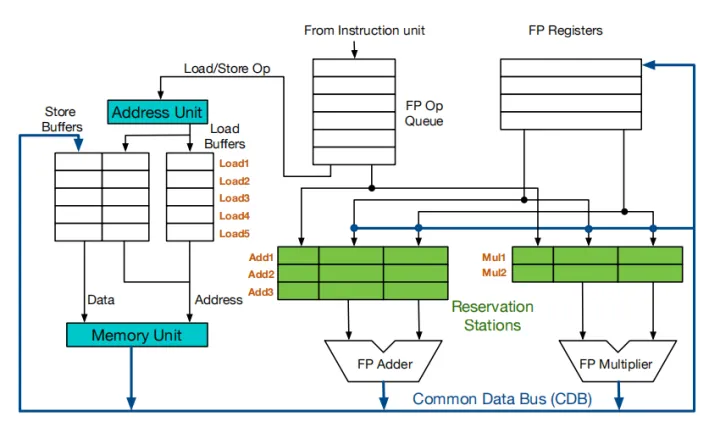 From Instruction unit
FP Registers
Load/Store Op
Store
Buffers
Address Unit
Load
Buffers
FP Op
Queue
Load1
Load2
Load3
Load4
Load5
Add1
Add2
Add3
Mul1
Mul2
Data
Address
Reservation
Stations
Memory Unit
FP Adder
FP Multiplier
Common Data Bus (CDB)